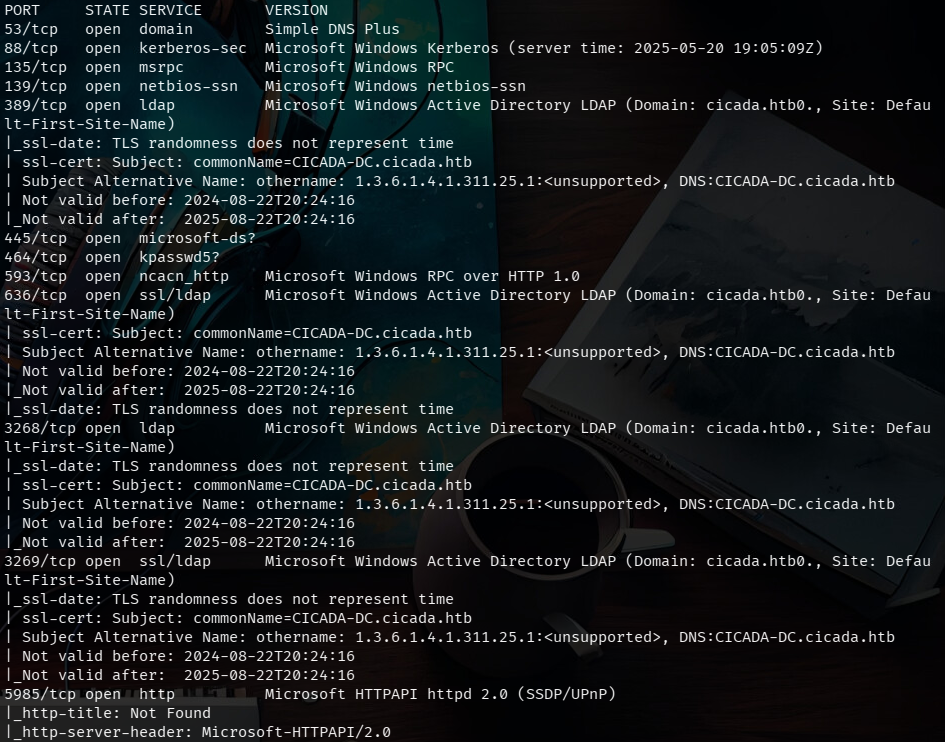 PORT     STATE SERVICE       VERSION
53/tcp   open  domain        Simple DNS Plus
88/tcp   open  kerberos-sec  Microsoft Windows Kerberos (server time: 2025-05-20 19:05:09Z)
135/tcp  open  msrpc         Microsoft Windows RPC
139/tcp  open  netbios-ssn   Microsoft Windows netbios-ssn
389/tcp  open  ldap          Microsoft Windows Active Directory LDAP (Domain: cicada.htb0., Site: Defau
lt-First-Site-Name)
|_ssl-date: TLS randomness does not represent time
| ssl-cert: Subject: commonName=CICADA-DC.cicada.htb
| Subject Alternative Name: othername: 1.3.6.1.4.1.311.25.1:<unsupported>, DNS:CICADA-DC.cicada.htb
| Not valid before: 2024-08-22T20:24:16
|_Not valid after:  2025-08-22T20:24:16
445/tcp  open  microsoft-ds?
464/tcp  open  kpasswd5?
593/tcp  open  ncacn_http    Microsoft Windows RPC over HTTP 1.0
636/tcp  open  ssl/ldap      Microsoft Windows Active Directory LDAP (Domain: cicada.htb0., Site: Defau
lt-First-Site-Name)
| ssl-cert: Subject: commonName=CICADA-DC.cicada.htb
| Subject Alternative Name: othername: 1.3.6.1.4.1.311.25.1:<unsupported>, DNS:CICADA-DC.cicada.htb
| Not valid before: 2024-08-22T20:24:16
|_Not valid after:  2025-08-22T20:24:16
|_ssl-date: TLS randomness does not represent time
3268/tcp open  ldap          Microsoft Windows Active Directory LDAP (Domain: cicada.htb0., Site: Defau
lt-First-Site-Name)
|_ssl-date: TLS randomness does not represent time
| ssl-cert: Subject: commonName=CICADA-DC.cicada.htb
| Subject Alternative Name: othername: 1.3.6.1.4.1.311.25.1:<unsupported>, DNS:CICADA-DC.cicada.htb
| Not valid before: 2024-08-22T20:24:16
|_Not valid after:  2025-08-22T20:24:16
3269/tcp open  ssl/ldap      Microsoft Windows Active Directory LDAP (Domain: cicada.htb0., Site: Defau
lt-First-Site-Name)
|_ssl-date: TLS randomness does not represent time
| ssl-cert: Subject: commonName=CICADA-DC.cicada.htb
| Subject Alternative Name: othername: 1.3.6.1.4.1.311.25.1:<unsupported>, DNS:CICADA-DC.cicada.htb
| Not valid before: 2024-08-22T20:24:16
|_Not valid after:  2025-08-22T20:24:16
5985/tcp open  http          Microsoft HTTPAPI httpd 2.0 (SSDP/UPnP)
|_http-title: Not Found
|_http-server-header: Microsoft-HTTPAPI/2.0